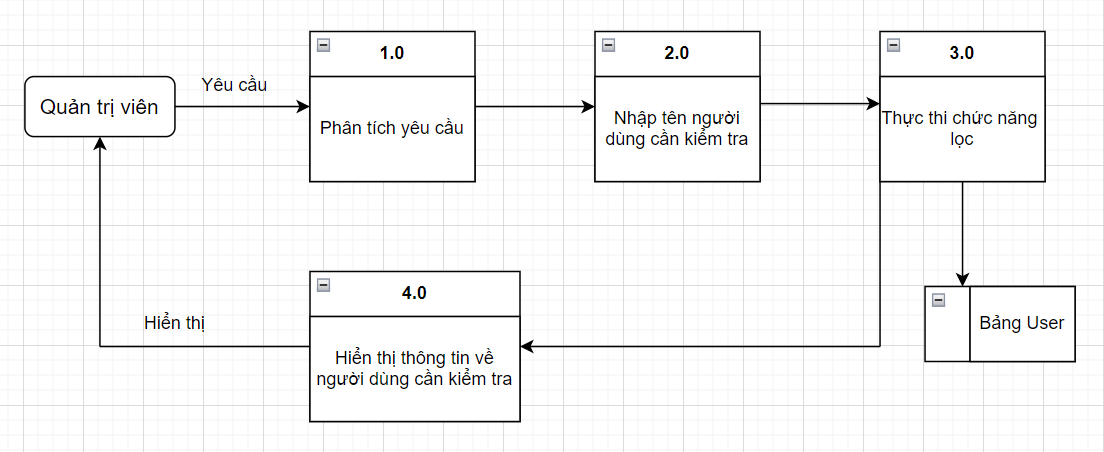 1.0
2.0
3.0
Yêu cầu
Quản trị viên
Phân tích yêu cầu
Nhập tên người
dùng cần kiểm tra
Thực thi chức năng
lọc
4.0
Hiển thị
Hiển thị thông tin về
người dùng cần kiểm tra
Bảng User